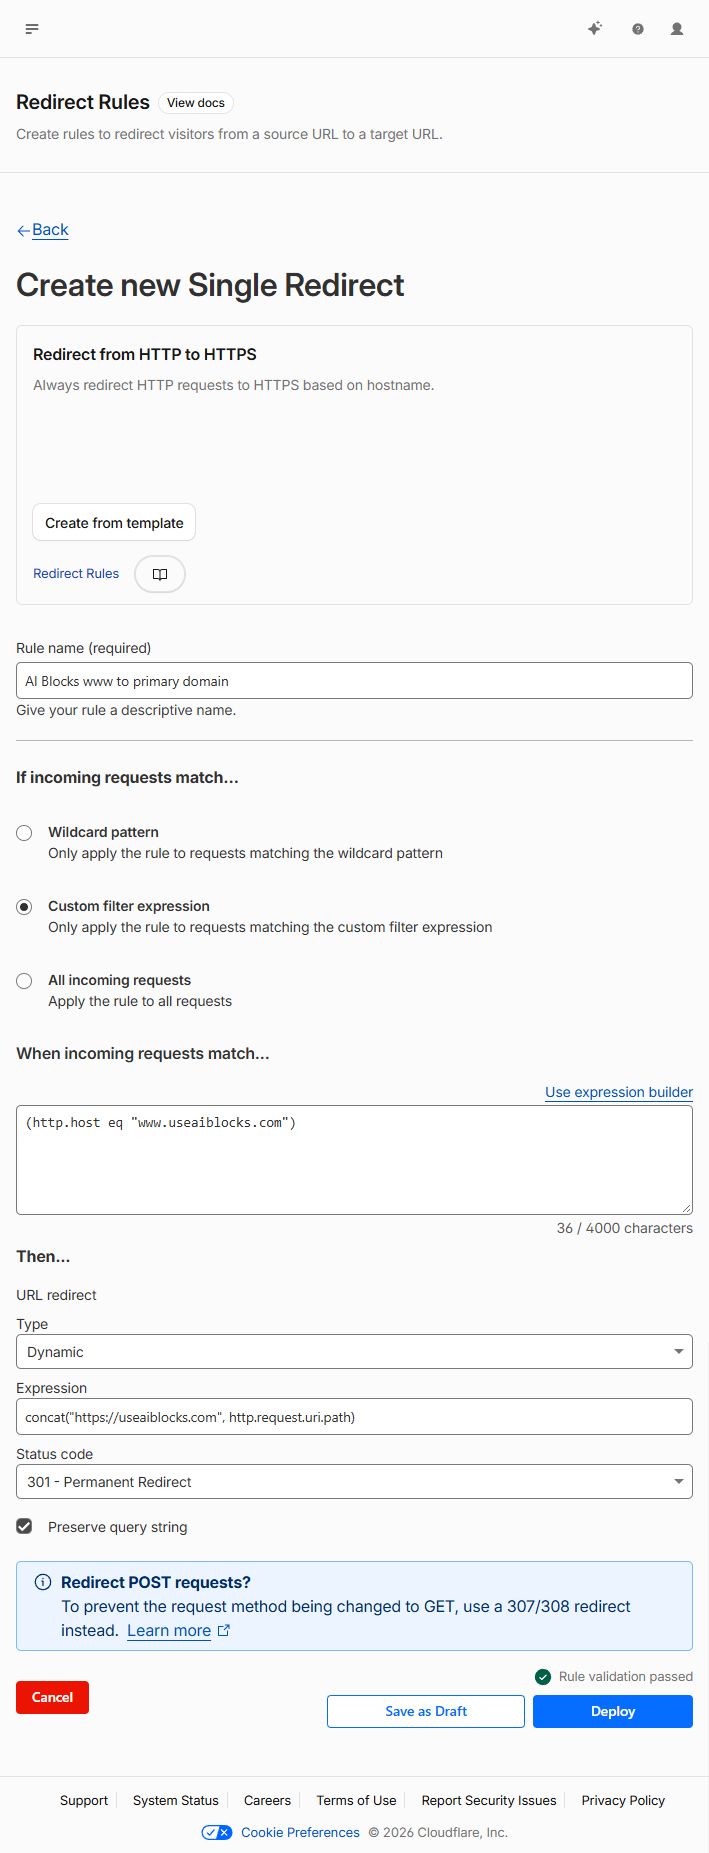 Redirect Rules View docs
Create rules to redirect visitors from a source URL to a target URL.
←Back
Create new Single Redirect
Redirect from HTTP to HTTPS
Always redirect HTTP requests to HTTPS based on hostname.
Create from template
Redirect Rules
Rule name (required)
AI Blocks www to primary domain
Give your rule a descriptive name.
If incoming requests match...
Wildcard pattern
Only apply the rule to requests matching the wildcard pattern
Custom filter expression
Only apply the rule to requests matching the custom filter expression
All incoming requests
Apply the rule to all requests
When incoming requests match...
Use expression builder
(http.host eq "www.useaiblocks.com")
36 / 4000 characters
Then...
URL redirect
Type
Dynamic
Expression
concat("https://useaiblocks.com", http.request.uri.path)
Status code
301 - Permanent Redirect
Preserve query string
Redirect POST requests?
To prevent the request method being changed to GET, use a 307/308 redirect
instead. Learn more
Rule validation passed
Cancel
Save as Draft
Deploy
Support System Status Careers Terms of Use Report Security Issues Privacy Policy
Cookie Preferences © 2026 Cloudflare, Inc.